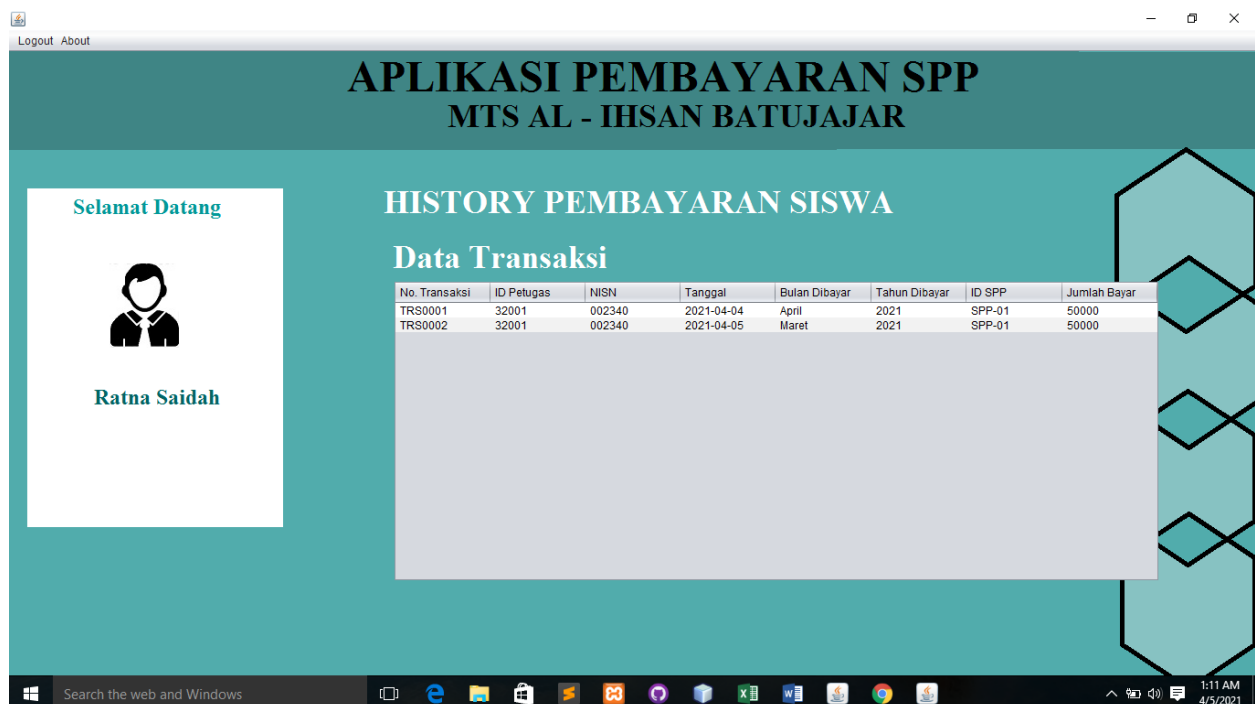 Logout About
APLIKASI PEMBAYARAN SPP
MTS AL - IHSAN BATUJAJAR
Selamat Datang
Ratna Saidah
HISTORY PEMBAYARAN SISWA
Data Transaksi
No. Transaksi ID Petugas NISN Tanggal Bulan Dibayar Tahun Dibayar ID SPP Jumlah Bayar
TRS0001 32001 002340 2021-04-04 April 2021 SPP-01 50000
TRS0002 32001 002340 2021-04-05 Maret 2021 SPP-01 50000
Search the web and Windows
1:11 AM
4/5/2021